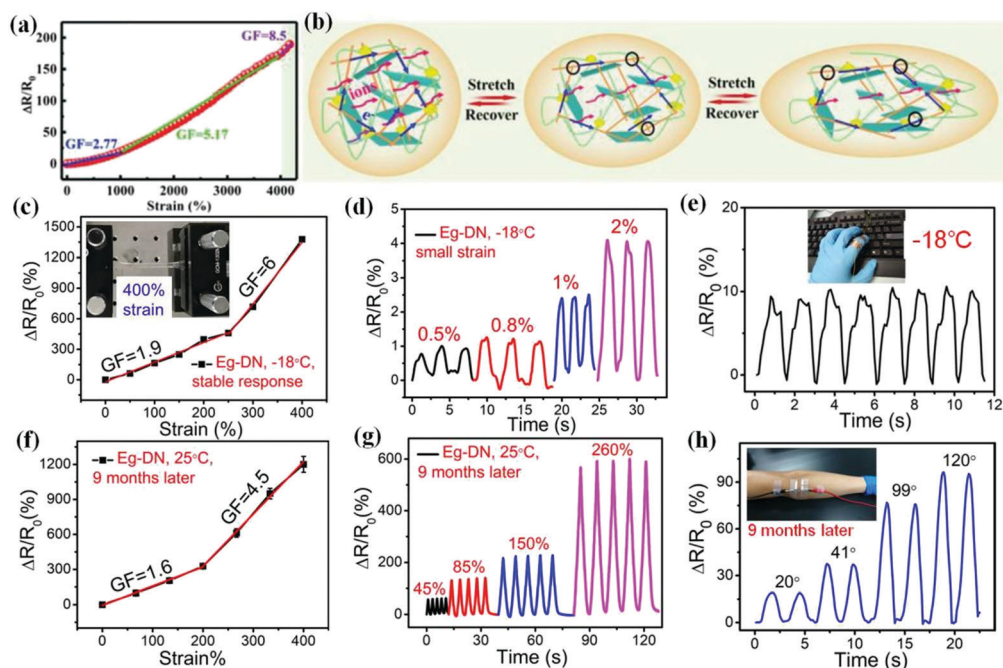 (a)
GF=8.5
200
150
100
50
0
GF=5.17
GF=2.77
0 1000 2000 3000 4000
Strain (%)
ΔR/R₀
(b)
ions
e⁻
Stretch
Recover
Stretch
Recover
(c)
1500
1200
900
600
300
0
400%
strain
GF=1.9
GF=6
Eg-DN, -18°C,
stable response
0 100 200 300 400
Strain (%)
ΔR/R₀(%)
(d)
5
4
3
2
1
0
Eg-DN, -18°C
small strain
0.5%
0.8%
1%
2%
0 5 10 15 20 25 30 35
Time (s)
ΔR/R₀(%)
(e)
20
10
0
-18℃
0 2 4 6 8 10 12
Time (s)
ΔR/R₀ (%)
(f)
1200
900
600
300
0
Eg-DN, 25°C,
9 months later
GF=1.6
GF=4.5
0 100 200 300 400
Strain%
ΔR/R₀ (%)
(g)
600
400
200
0
Eg-DN, 25°C,
9 months later
45%
85%
150%
260%
0 30 60 90 120
Time (s)
ΔR/R₀ (%)
(h)
90
60
30
0
9 months later
20°
41°
99°
120°
0 5 10 15 20
Time (s)
ΔR/R₀(%)